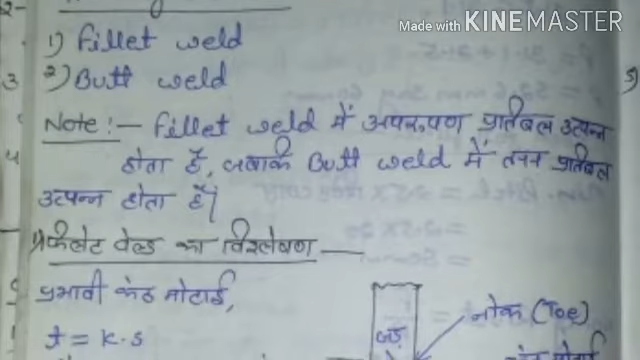 Made with KINEMASTER
1) Fillet weld
2) Butt weld
Note:- Fillet weld में अपरूपण प्रतिबल उत्पन्न
होता है, जबकि Butt weld में तनन प्रतिबल
उत्पन्न होता है।
फिलेट वेल्ड का विश्लेषण
प्रभावी कंठ मोटाई,
t = k.s
जड़
नोक (Toe)
कंठ मोटाई